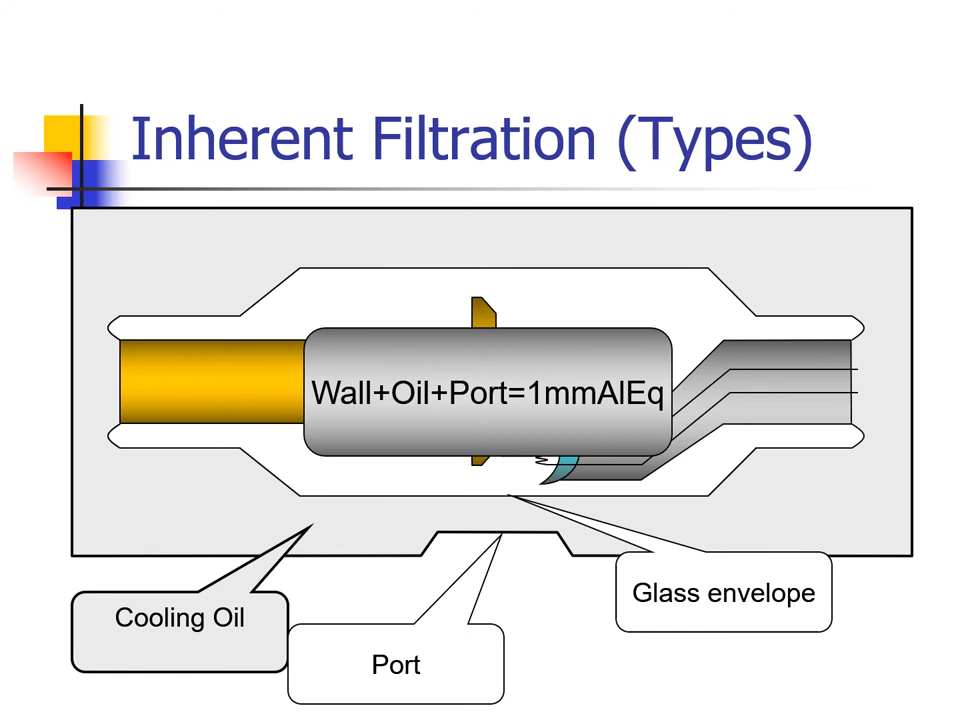 Inherent Filtration (Types)
Wall+Oil+Port=1mmAlEq
Glass envelope
Cooling Oil
Port